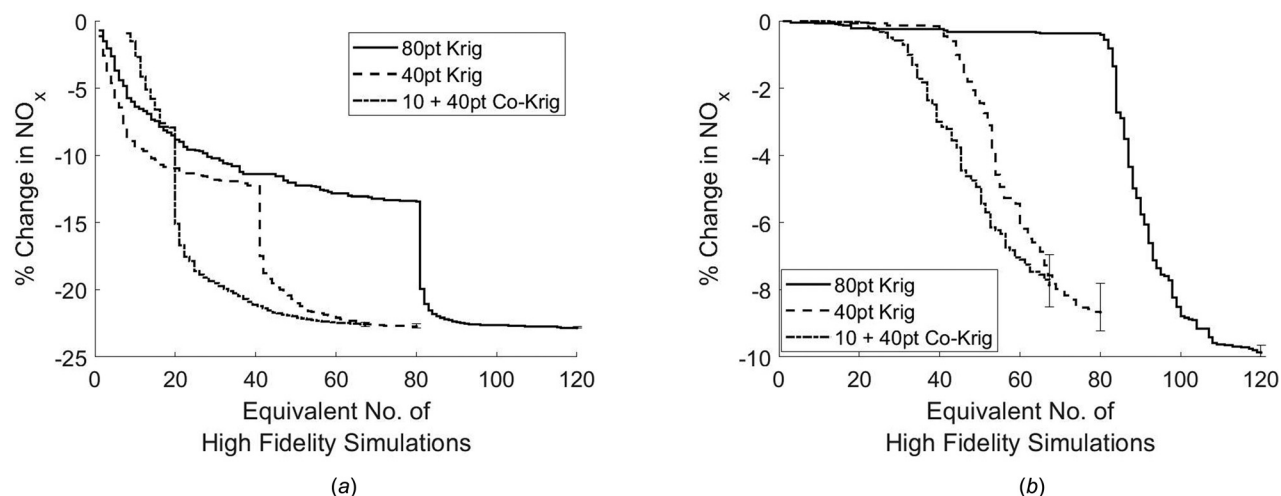 0
-5
-10
-15
-20
-25
% Change in NOx
80pt Krig
40pt Krig
10 + 40pt Co-Krig
0 20 40 60 80 100 120
Equivalent No. of
High Fidelity Simulations
(a)
0
-2
-4
-6
-8
-10
% Change in NOx
80pt Krig
40pt Krig
10 + 40pt Co-Krig
0 20 40 60 80 100 120
Equivalent No. of
High Fidelity Simulations
(b)